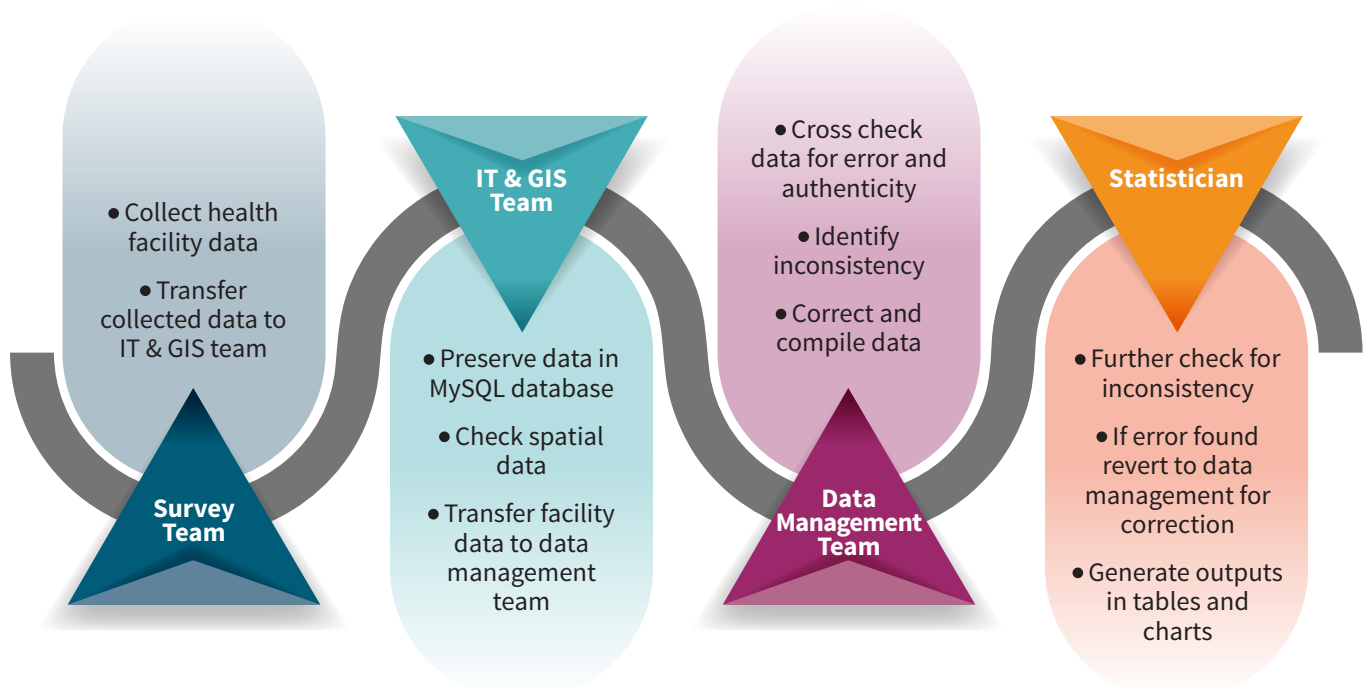 • Collect health
facility data
• Transfer
collected data to
IT & GIS team
Survey
Team
IT & GIS
Team
• Preserve data in
MySQL database
• Check spatial
data
• Transfer facility
data to data
management
team
• Cross check
data for error and
authenticity
• Identify
inconsistency
• Correct and
compile data
Data
Management
Team
Statistician
• Further check for
inconsistency
• If error found
revert to data
management for
correction
• Generate outputs
in tables and
charts